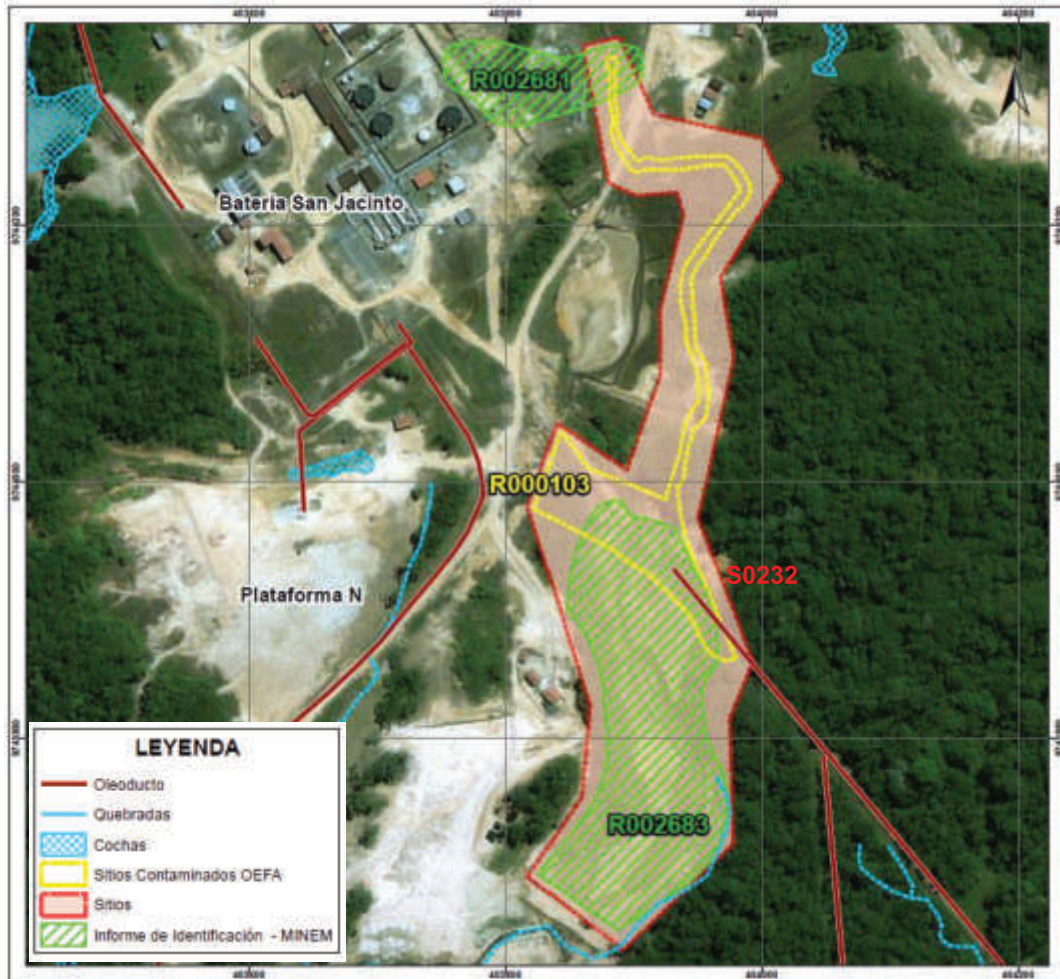 R002681
Batería San Jacinto
R000103
S0232
Plataforma N
R002683
LEYENDA
Oleoducto
Quebradas
Cochas
Sitios Contaminados OEFA
Sitios
Informe de Identificación - MINEM